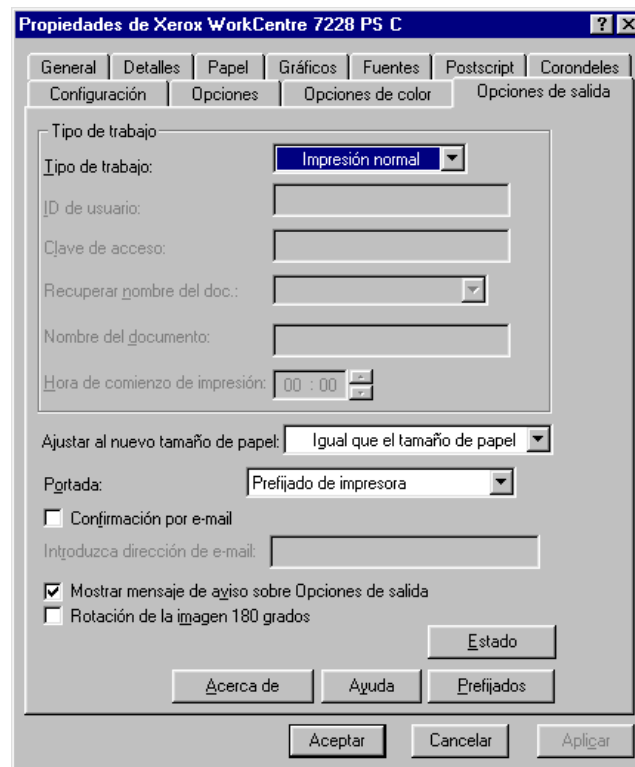 Propiedades de Xerox WorkCentre 7228 PS C
General Detalles Papel Gráficos Fuentes Postscript Corondeles
Configuración Opciones Opciones de color Opciones de salida
Tipo de trabajo
Tipo de trabajo: Impresión normal
ID de usuario:
Clave de acceso:
Recuperar nombre del doc.:
Nombre del documento:
Hora de comienzo de impresión: 00 : 00
Ajustar al nuevo tamaño de papel: Igual que el tamaño de papel
Portada: Prefijado de impresora
Confirmación por e-mail
Introduzca dirección de e-mail:
Mostrar mensaje de aviso sobre Opciones de salida
Rotación de la imagen 180 grados
Estado
Acerca de Ayuda Prefijados
Aceptar Cancelar Aplicar